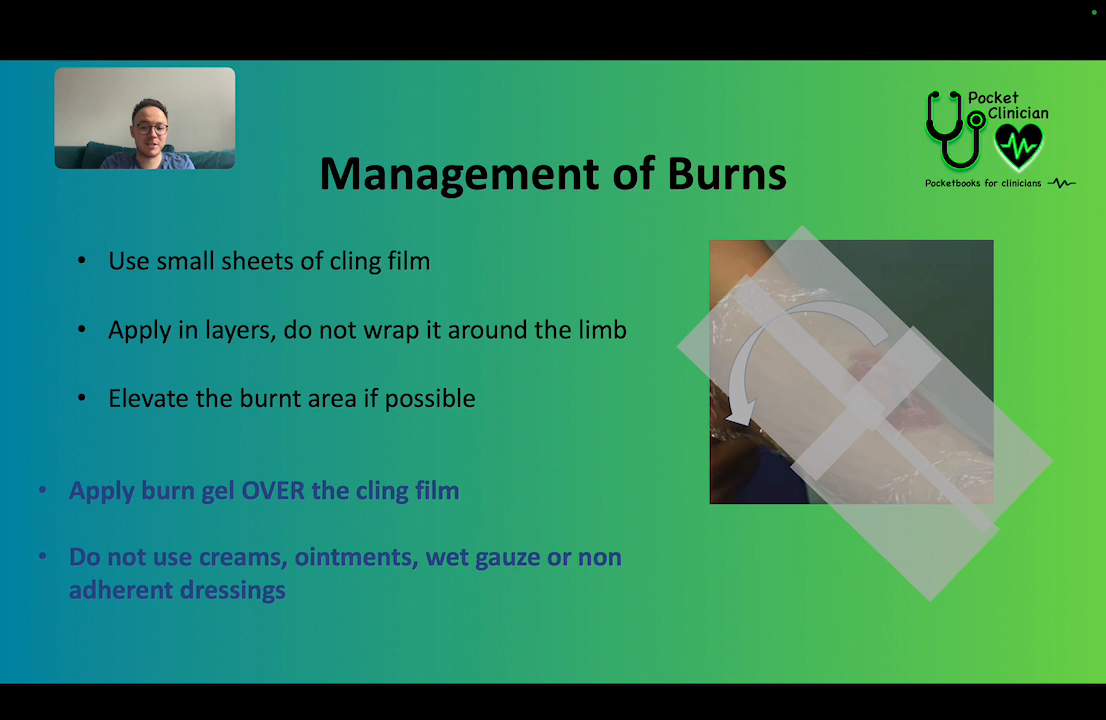 Pocket
Clinician
Pocketbooks for clinicians
Management of Burns
• Use small sheets of cling film
• Apply in layers, do not wrap it around the limb
• Elevate the burnt area if possible
• Apply burn gel OVER the cling film
• Do not use creams, ointments, wet gauze or non
adherent dressings